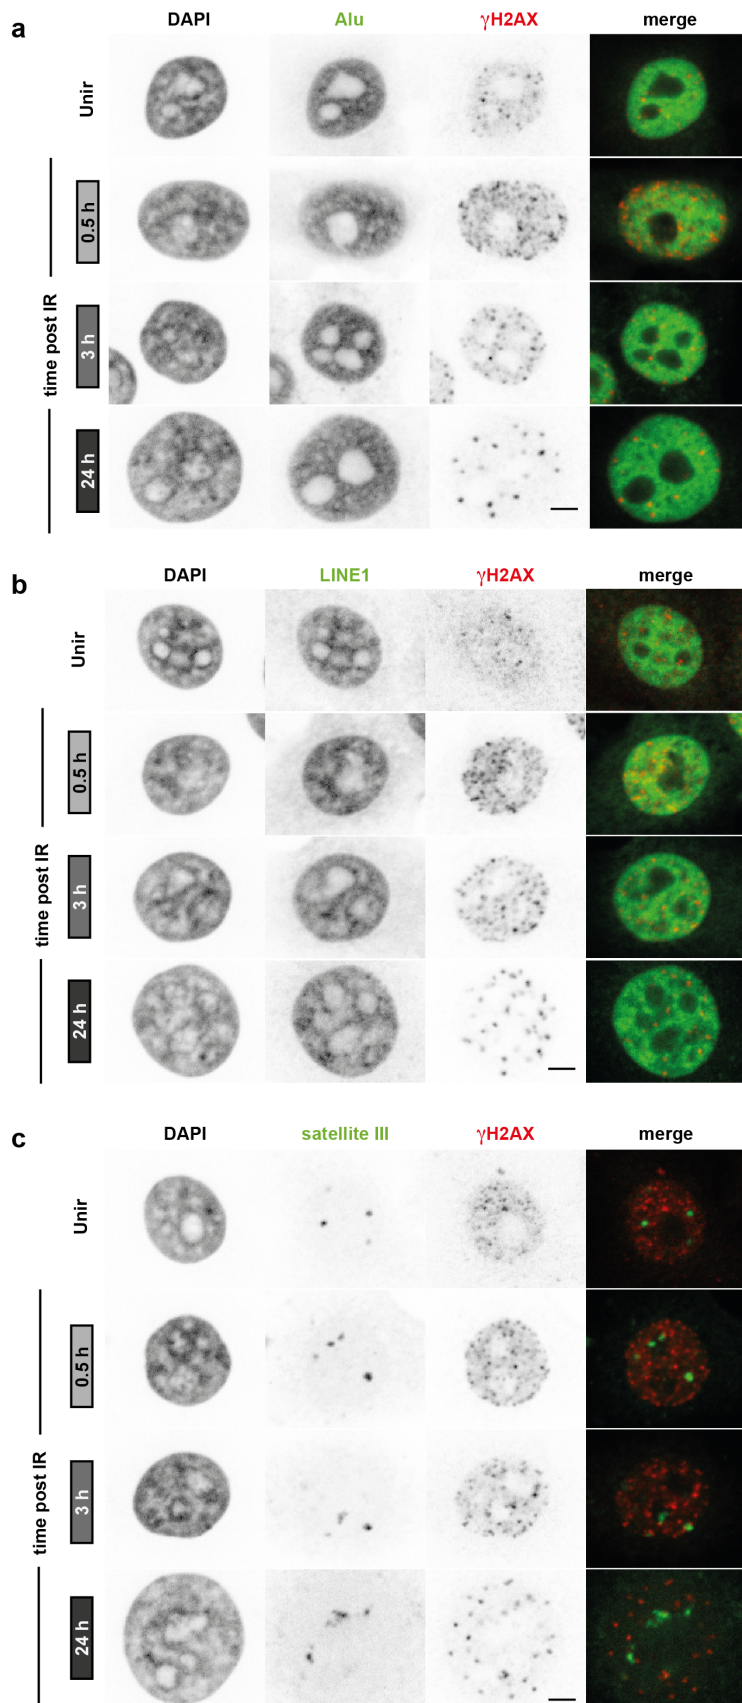 a
DAPI Alu γH2AX merge
Unir
time post IR
0.5 h
3 h
24 h
b
DAPI LINE1 γH2AX merge
Unir
time post IR
0.5 h
3 h
24 h
c
DAPI satellite III γH2AX merge
Unir
time post IR
0.5 h
3 h
24 h